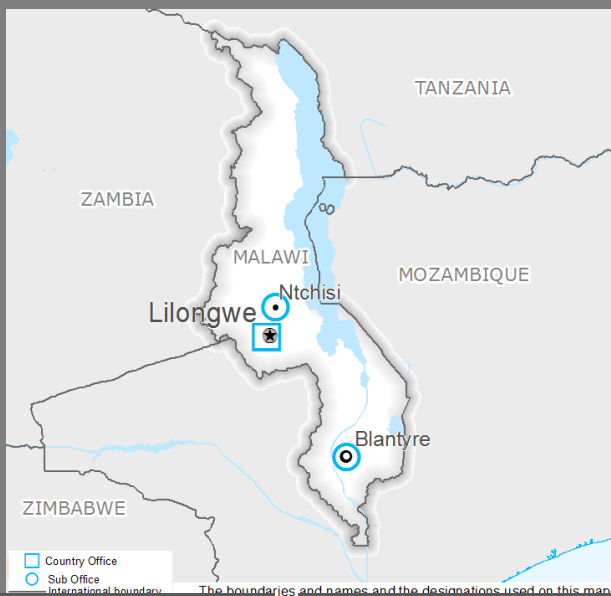 TANZANIA
ZAMBIA
MALAWI
MOZAMBIQUE
Ntchisi
Lilongwe
Blantyre
ZIMBABWE
Country Office
Sub Office
International boundary
The boundaries and names and the designations used on this map